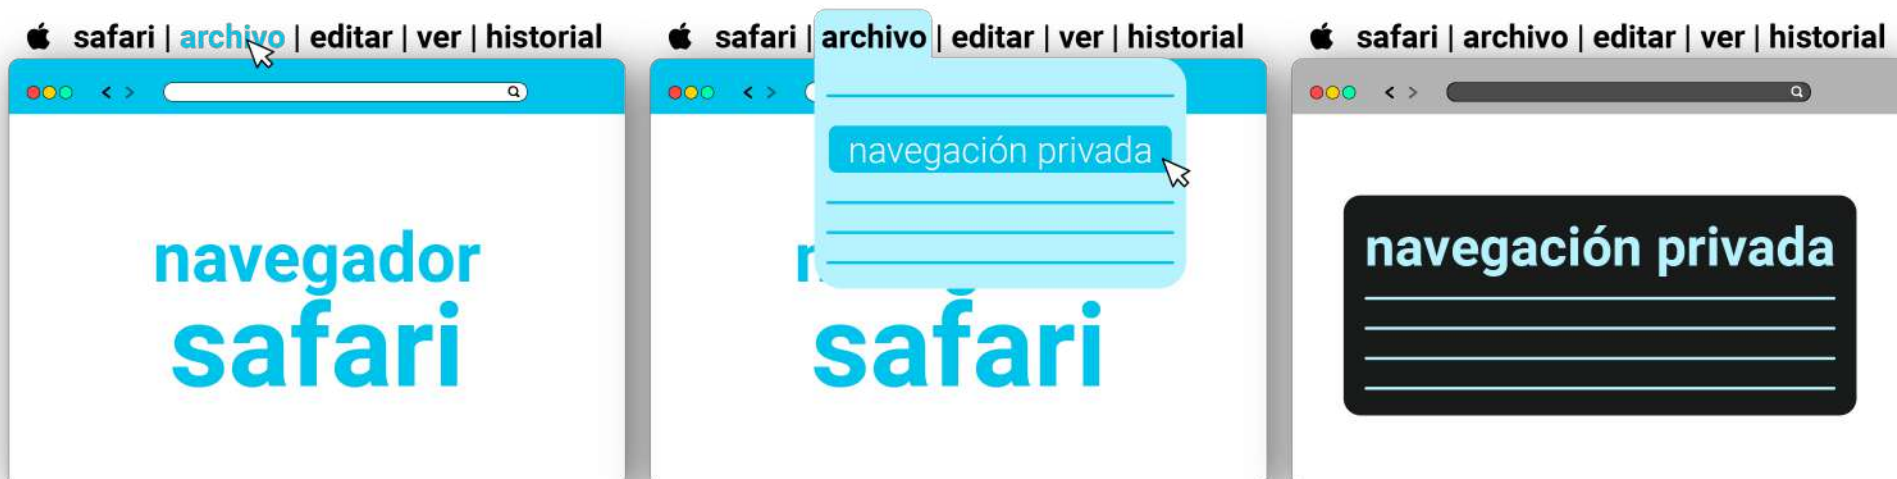 safari | archivo | editar | ver | historial
navegador
safari
safari | archivo | editar | ver | historial
navegación privada
safari
safari | archivo | editar | ver | historial
navegación privada